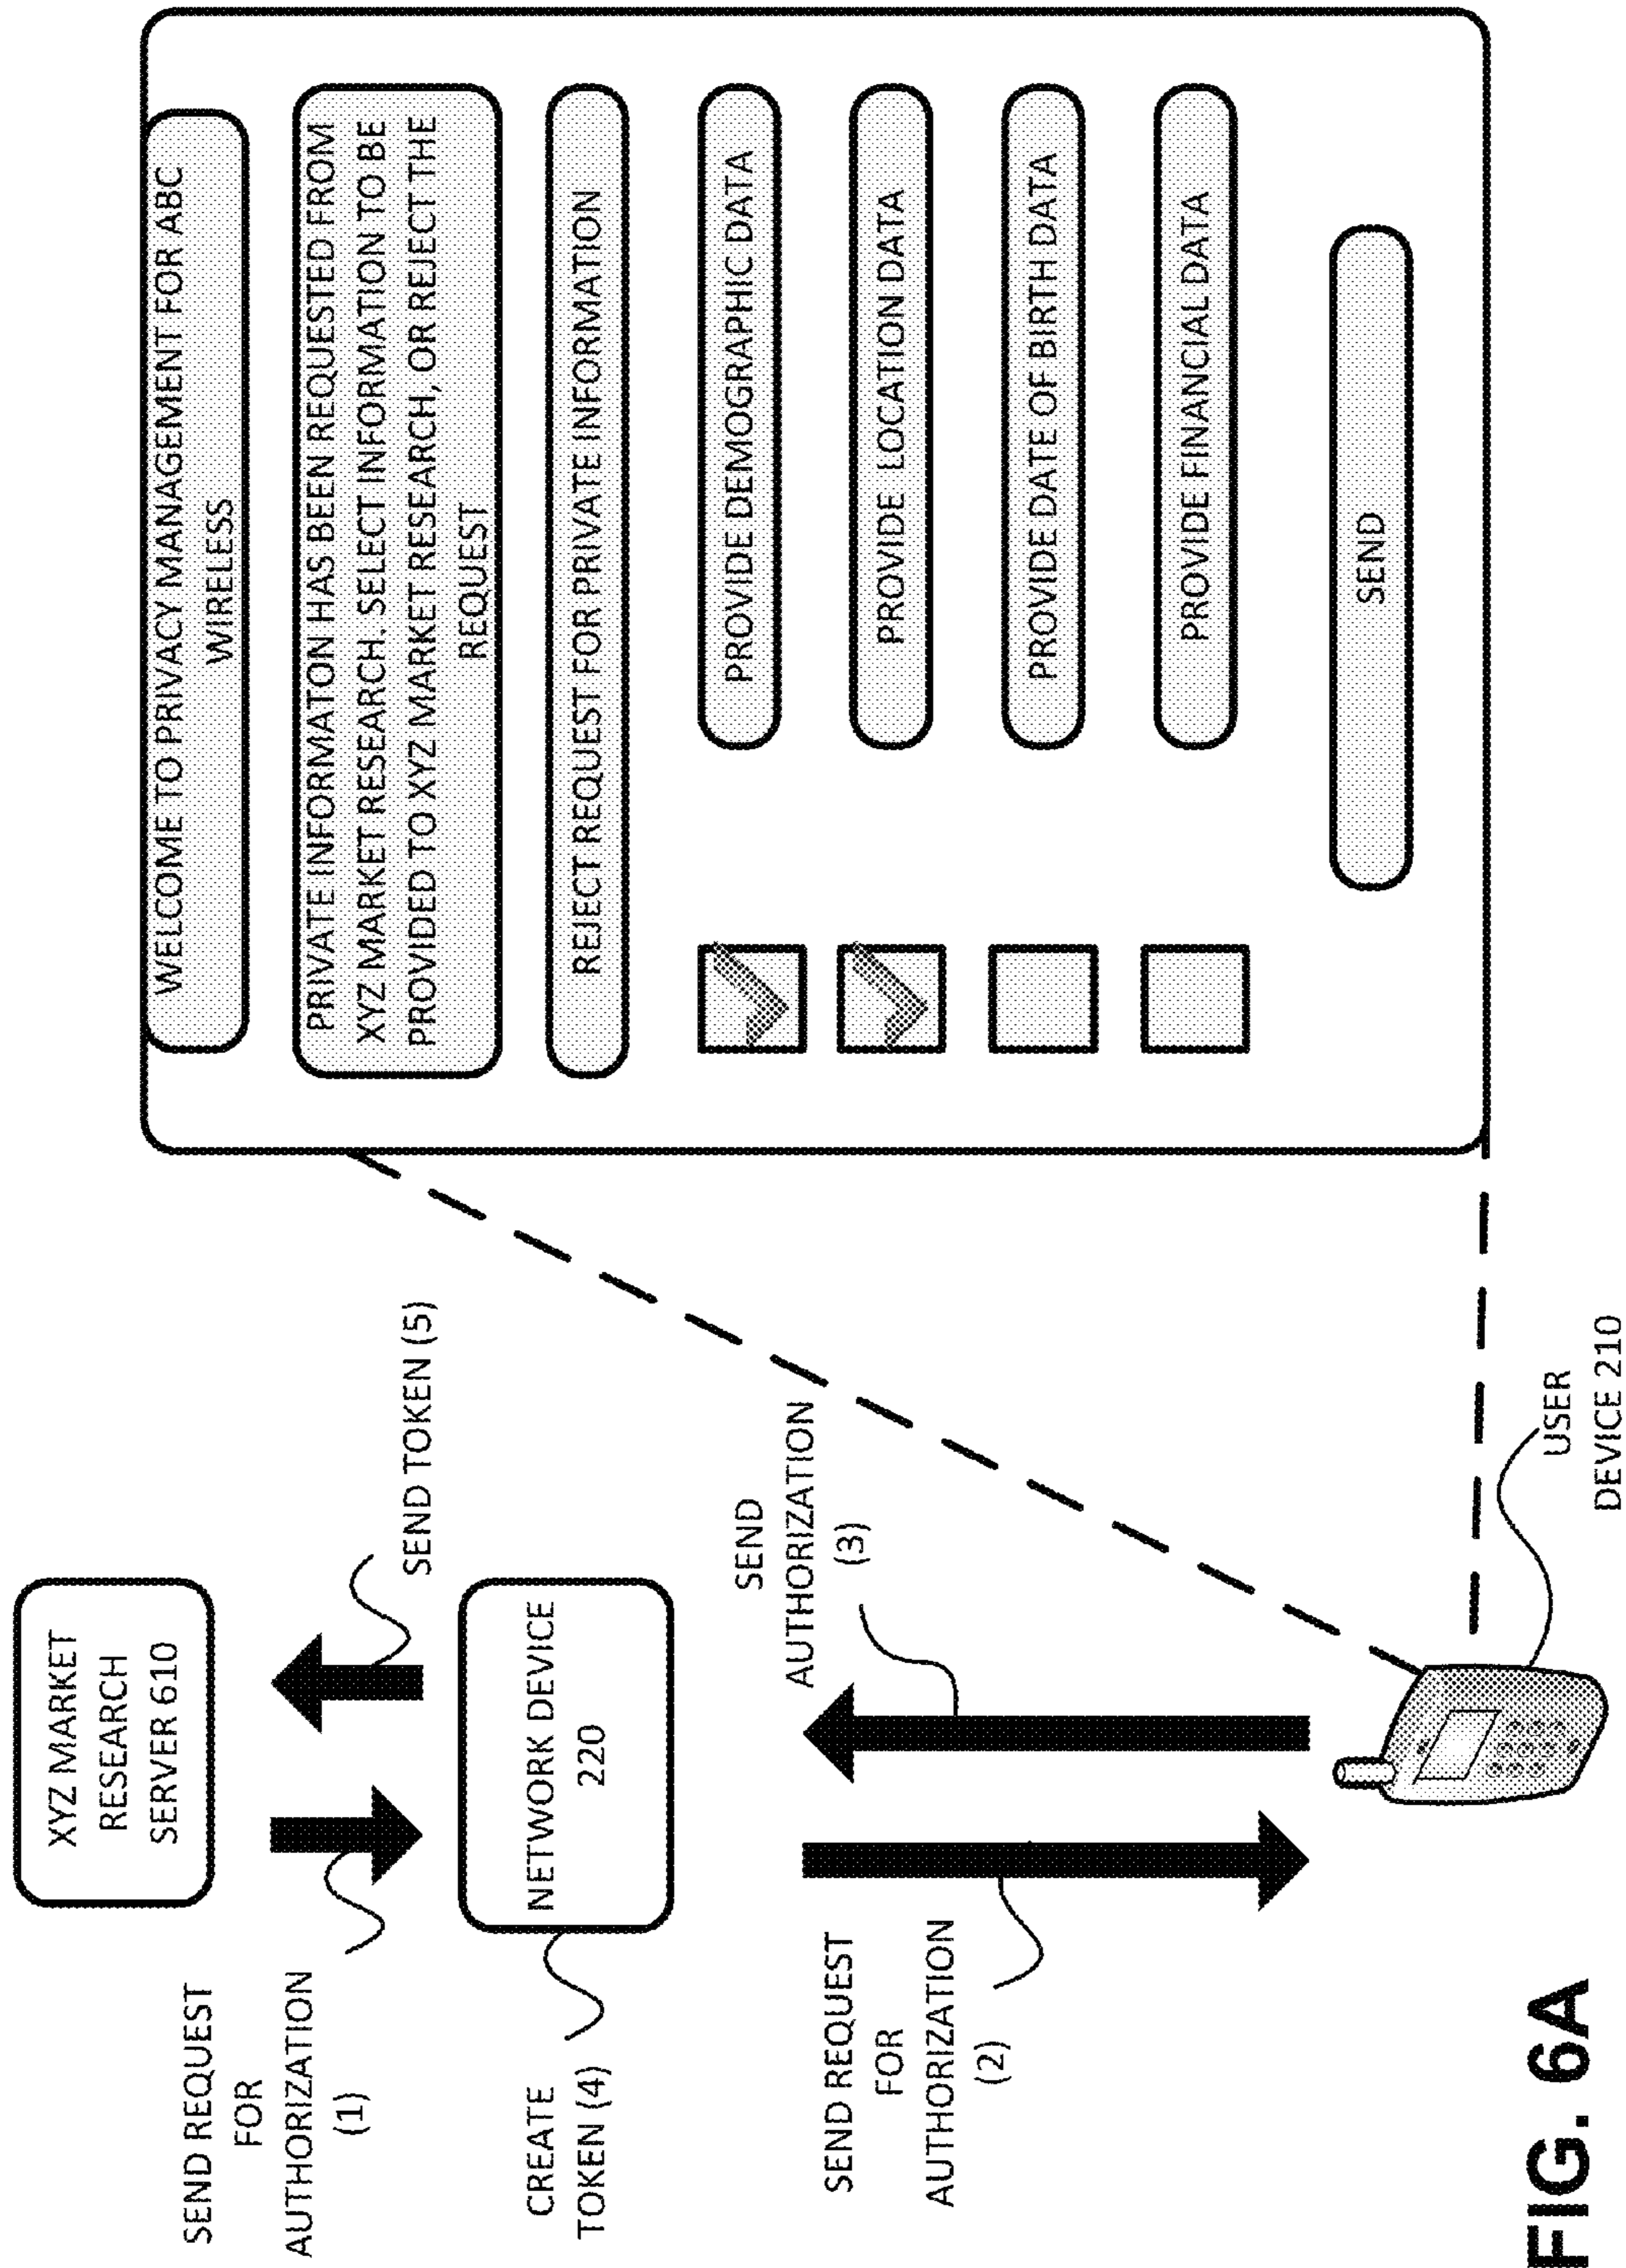 SEND REQUEST
FOR
AUTHORIZATION
(1)
XYZ MARKET
RESEARCH
SERVER 610
SEND TOKEN (5)
CREATE
TOKEN (4)
NETWORK DEVICE
220
SEND REQUEST
FOR
AUTHORIZATION
(2)
SEND
AUTHORIZATION
(3)
USER
DEVICE 210
WELCOME TO PRIVACY MANAGEMENT FOR ABC
WIRELESS
PRIVATE INFORMATON HAS BEEN REQUESTED FROM
XYZ MARKET RESEARCH. SELECT INFORMATION TO BE
PROVIDED TO XYZ MARKET RESEARCH, OR REJECT THE
REQUEST
REJECT REQUEST FOR PRIVATE INFORMATION
PROVIDE DEMOGRAPHIC DATA
PROVIDE LOCATION DATA
PROVIDE DATE OF BIRTH DATA
PROVIDE FINANCIAL DATA
SEND
FIG. 6A